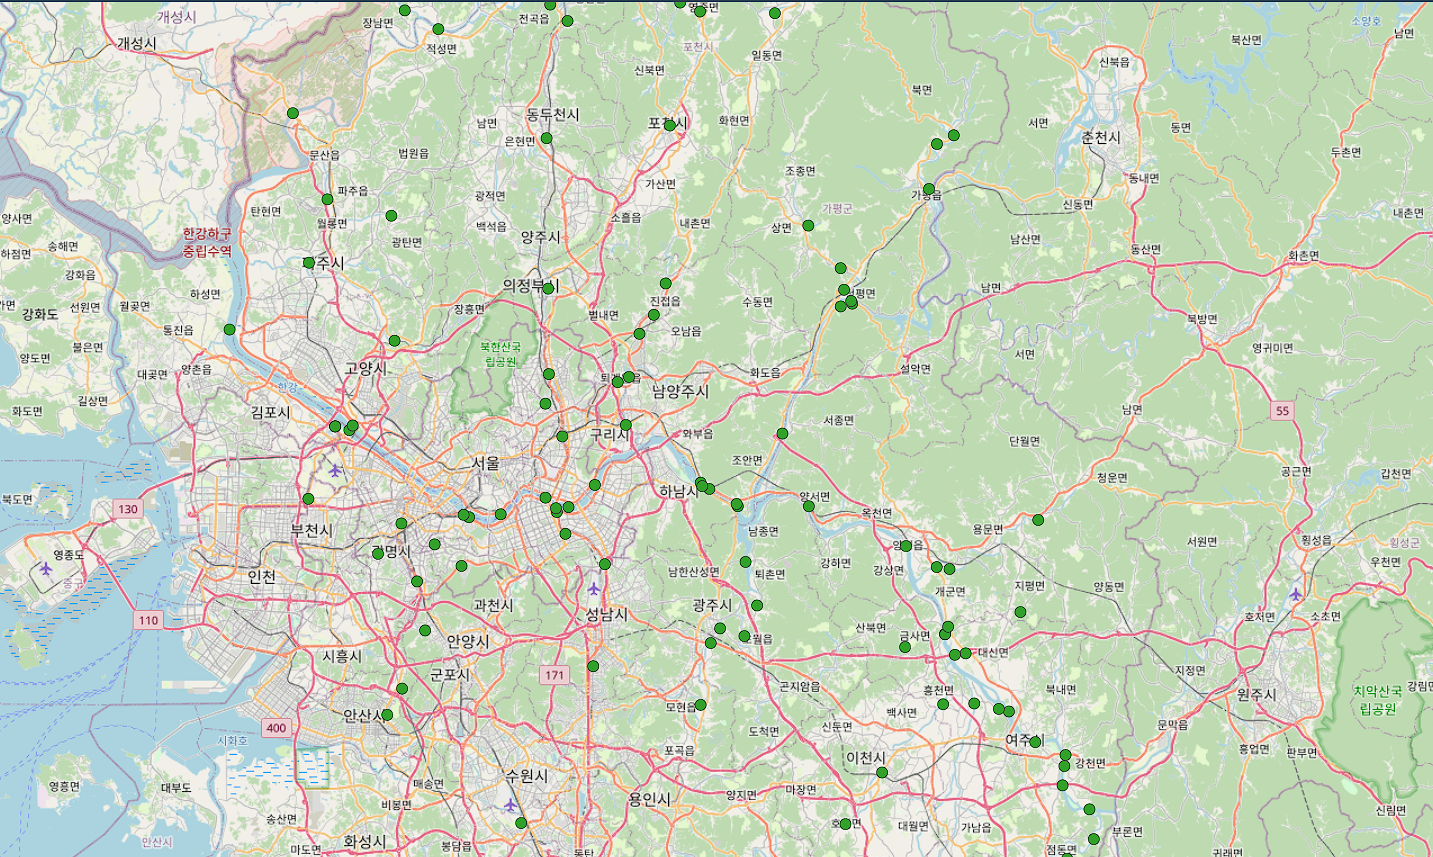 장남면
개성시
전곡읍
영중면
개성시
적성면
포천시
일동면
신북면
북산면
소양호
남면
신북읍
북면
동두천시
남면
은현면
포천시
화현면
서면
춘천시
동면
두촌면
문산읍
법원읍
조종면
동내면
파주읍
광적면
가산면
가평읍
신동면
탄현면
월롱면
백석읍
소흘읍
내촌면
가평군
상면
내촌면
양사면
송해면
한강하구
중립수역
광탄면
양주시
남산면
동산면
화촌면
하점면
강화읍
의정부시
남면
하성면
장흥면
진접읍
수동면
선원면
월곶면
강화도
통진읍
별내면
오남읍
북방면
양도면
불은면
북한산국
립공원
서면
영귀미면
대곶면
양촌읍
고양시
화도읍
설악면
길상면
화도면
한강
김포시
남양주시
서종면
남면
55
구리시
와부읍
단월면
서울
조안면
청운면
공근면
갑천면
북도면
하남시
양서면
130
부천시
옥천면
용문면
남종면
서원면
횡성읍
횡성군
영종도
중구
인천
남한산성면
퇴촌면
강하면
강상면
지평면
양동면
우천면
개군면
과천시
광주시
성남시
110
안양시
산북면
금사면
호저면
소초면
시흥시
대신면
군포시
171
곤지암읍
흥천면
북내면
지정면
원주시
치악산국
립공원
안산시
모현읍
백사면
신둔면
400
시화호
도척면
문막읍
포곡읍
이천시
여주시
강천면
흥업면
판부면
영흥면
대부도
매송면
수원시
용인시
양지면
마장면
비봉면
송산면
신림면
안산시
화성시
봉담읍
대월면
가남읍
부론면
마도면
동탄
점동면
귀래면